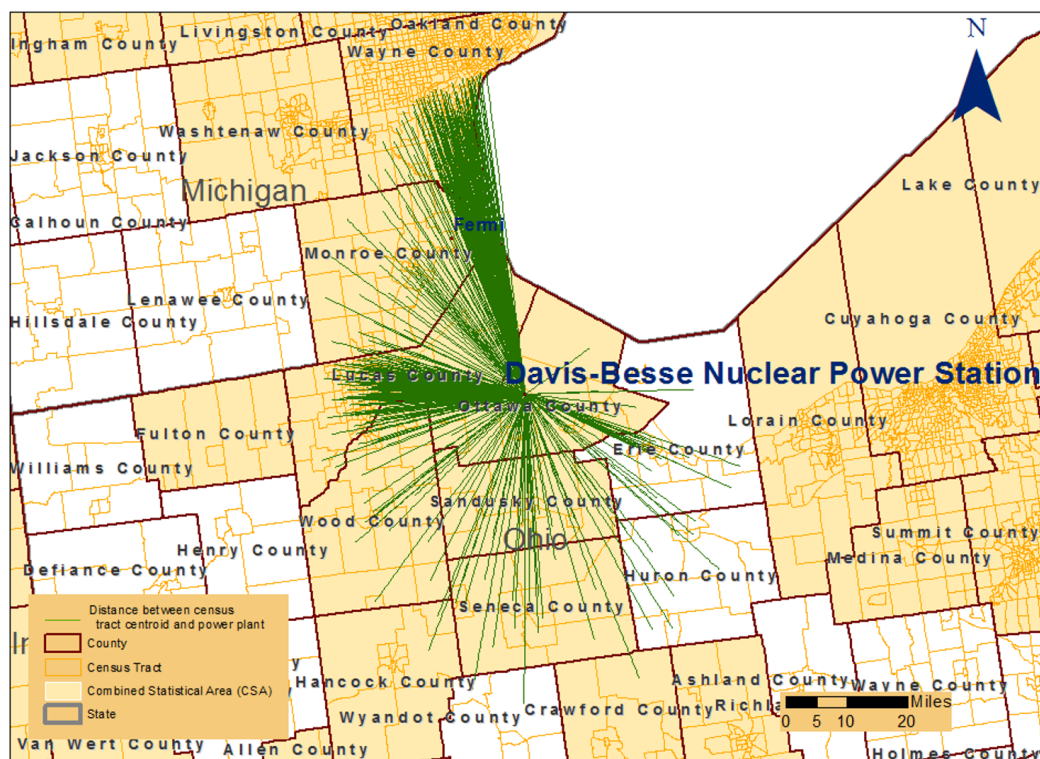 Oakland County
Livingston County
Ingham County
Wayne County
N
Washtenaw County
Jackson County
Michigan
Lake County
Calhoun County
Fermi
Monroe County
Lenawee County
Hillsdale County
Cuyahoga County
Lucas County
Davis-Besse Nuclear Power Station
Ottawa County
Lorain County
Fulton County
Erie County
Williams County
Sandusky County
Wood County
Ohio
Summit County
Henry County
Medina County
Defiance County
Huron County
Seneca County
Distance between census
tract centroid and power plant
County
Census Tract
Combined Statistical Area (CSA)
State
Hancock County
Ashland County
Wayne County
Wyandot County
Crawford County
Richla
Miles
0 5 10 20
Van Wert County
Allen County
Holmes County